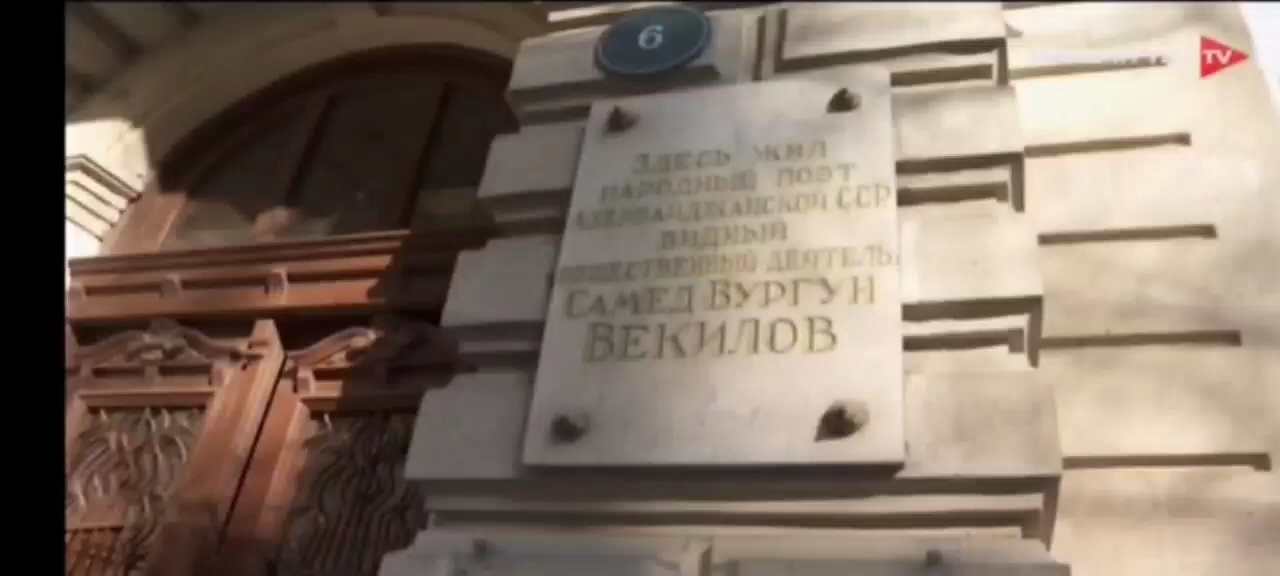 6
TV
ЗДЕСЬ ЖИЛ
НАРОДНЫЙ ПОЭТ
АЗЕРБАЙДЖАНСКОЙ ССР
ВИДНЫЙ
ОБЩЕСТВЕННЫЙ ДЕЯТЕЛЬ
САМЕД ВУРГУН
ВЕКИЛОВ